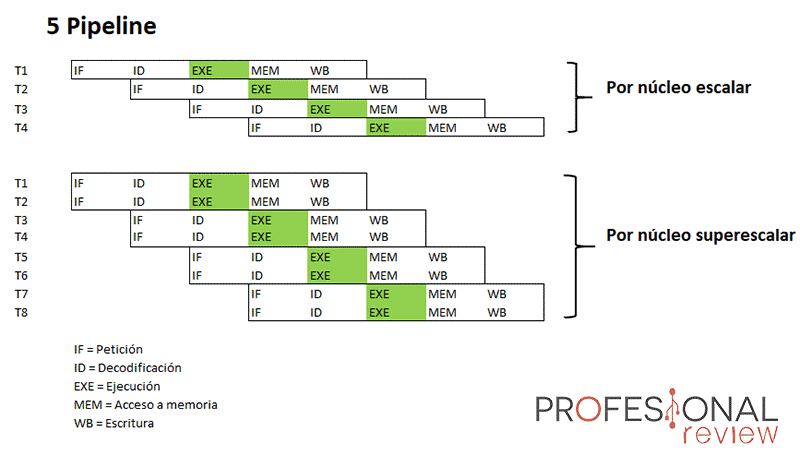 5 Pipeline
T1 IF ID EXE MEM WB
T2 IF ID EXE MEM WB
T3 IF ID EXE MEM WB
T4 IF ID EXE MEM WB
Por núcleo escalar
T1 IF ID EXE MEM WB
T2 IF ID EXE MEM WB
T3 IF ID EXE MEM WB
T4 IF ID EXE MEM WB
T5 IF ID EXE MEM WB
T6 IF ID EXE MEM WB
T7 IF ID EXE MEM WB
T8 IF ID EXE MEM WB
Por núcleo superescalar
IF = Petición
ID = Decodificación
EXE = Ejecución
MEM = Acceso a memoria
WB = Escritura
PROFESIONAL
review